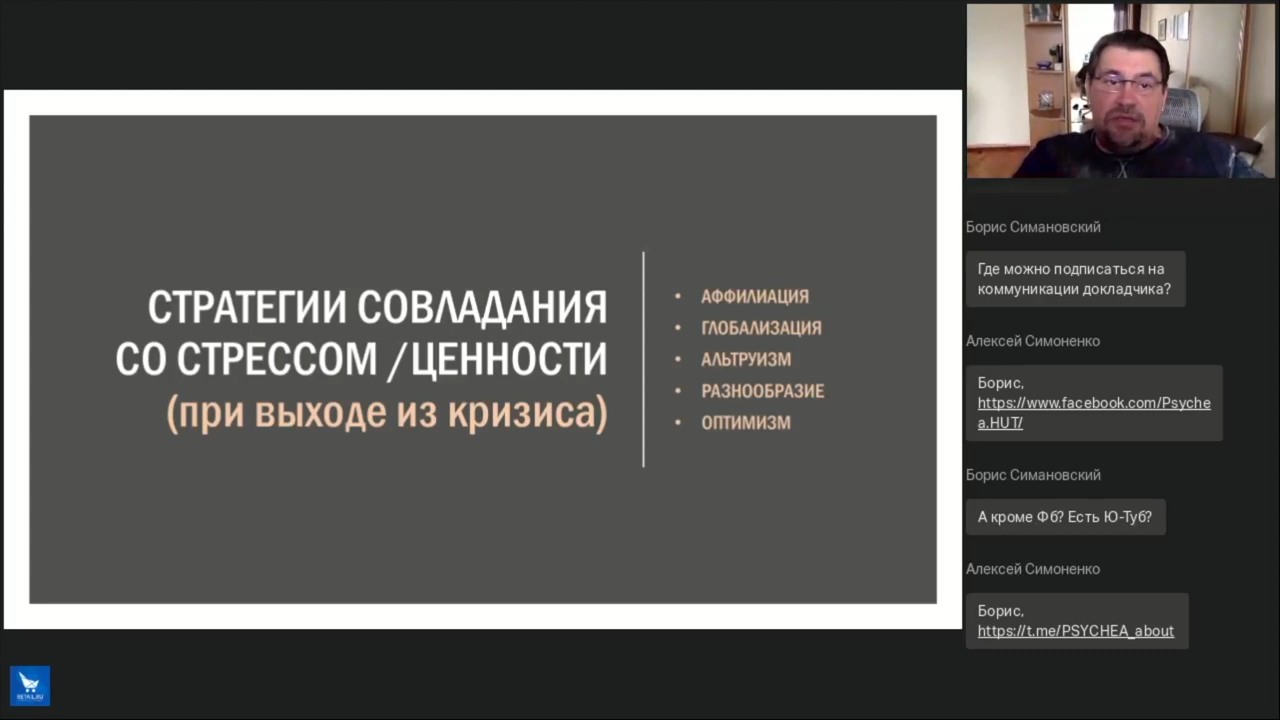 СТРАТЕГИИ СОВЛАДАНИЯ
СО СТРЕССОМ /ЦЕННОСТИ
(при выходе из кризиса)
• АФФИЛИАЦИЯ
• ГЛОБАЛИЗАЦИЯ
• АЛЬТРУИЗМ
• РАЗНООБРАЗИЕ
• ОПТИМИЗМ
Борис Симановский
Где можно подписаться на
коммуникации докладчика?
Алексей Симоненко
Борис,
https://www.facebook.com/Psyche
a.HUT/
Борис Симановский
А кроме Фб? Есть Ю-Туб?
Алексей Симоненко
Борис,
https://t.me/PSYCHEA_about
RETAIL.RU